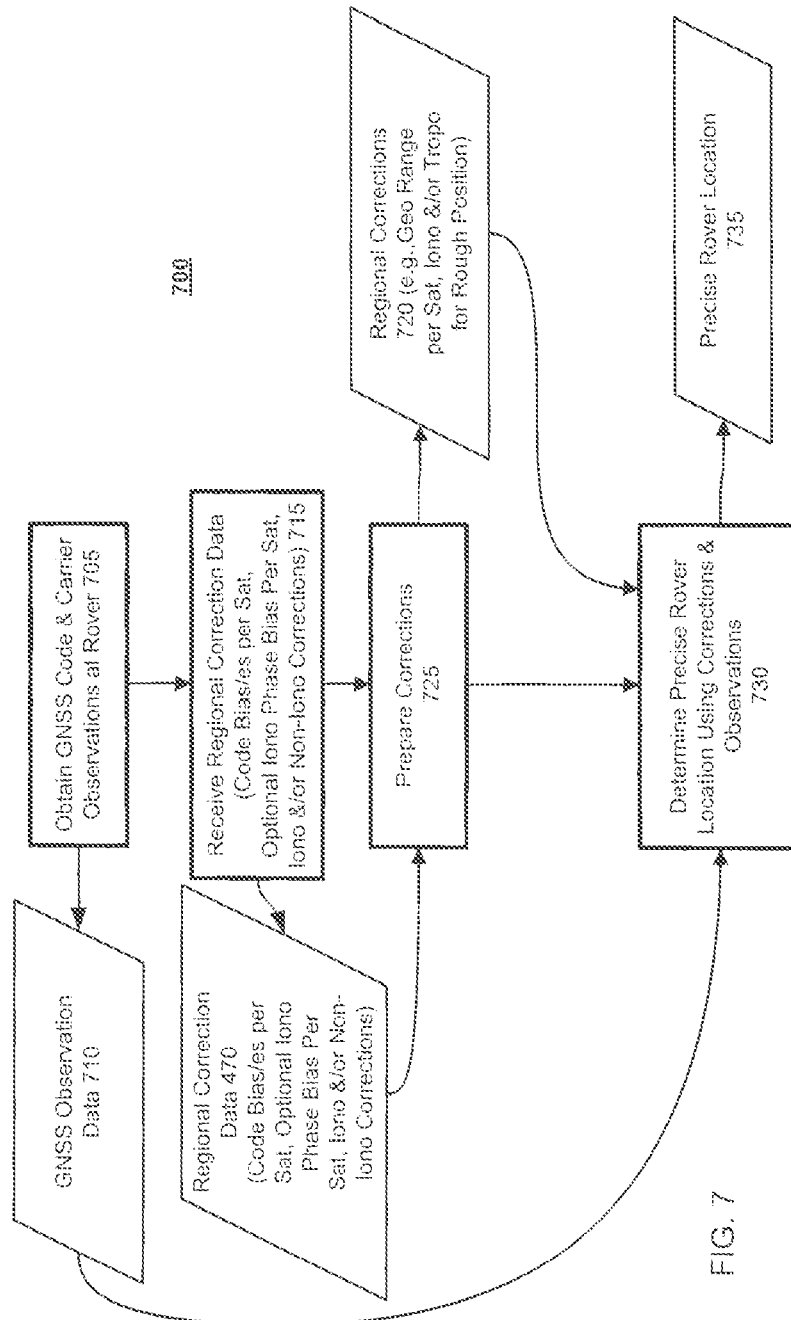 700
Obtain GNSS Code & Carrier
Observations at Rover 705
GNSS Observation
Data 710
Receive Regional Correction Data
(Code Bias/es per Sat,
Optional Iono Phase Bias Per Sat,
Iono &/or Non-Iono Corrections) 715
Regional Correction
Data 470
(Code Bias/es per
Sat, Optional Iono
Phase Bias Per
Sat, Iono &/or Non-
Iono Corrections)
Prepare Corrections
725
Regional Corrections
720 (e.g., Geo Range
per Sat, Iono &/or Tropo
for Rough Position)
Determine Precise Rover
Location Using Corrections &
Observations
730
Precise Rover Location
735
FIG. 7